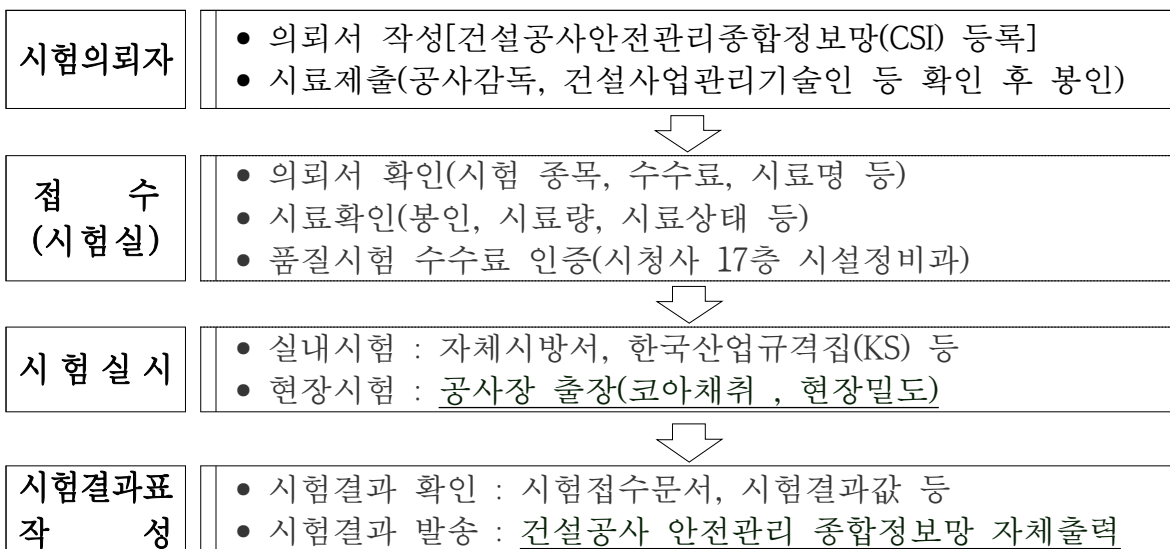 시험의뢰자
● 의뢰서 작성[건설공사안전관리종합정보망(CSI) 등록]
● 시료제출(공사감독, 건설사업관리기술인 등 확인 후 봉인)
접 수
(시험실)
● 의뢰서 확인(시험 종목, 수수료, 시료명 등)
● 시료확인(봉인, 시료량, 시료상태 등)
● 품질시험 수수료 인증(시청사 17층 시설정비과)
시 험 실 시
● 실내시험 : 자체시방서, 한국산업규격집(KS) 등
● 현장시험 : 공사장 출장(코아채취 , 현장밀도)
시험결과표
작 성
● 시험결과 확인 : 시험접수문서, 시험결과값 등
● 시험결과 발송 : 건설공사 안전관리 종합정보망 자체출력